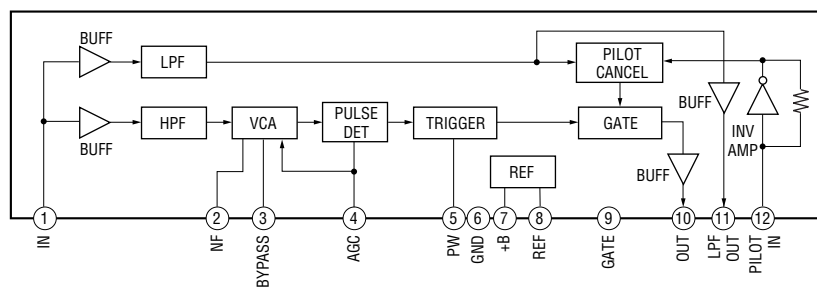 BUFF
LPF
PILOT
CANCEL
BUFF
HPF
VCA
PULSE
DET
TRIGGER
GATE
BUFF
INV
AMP
BUFF
REF
BUFF
1
2
3
4
5
6
7
8
9
10
11
12
IN
NF
BYPASS
AGC
PW
GND
+B
REF
GATE
OUT
LPF
OUT
PILOT
IN